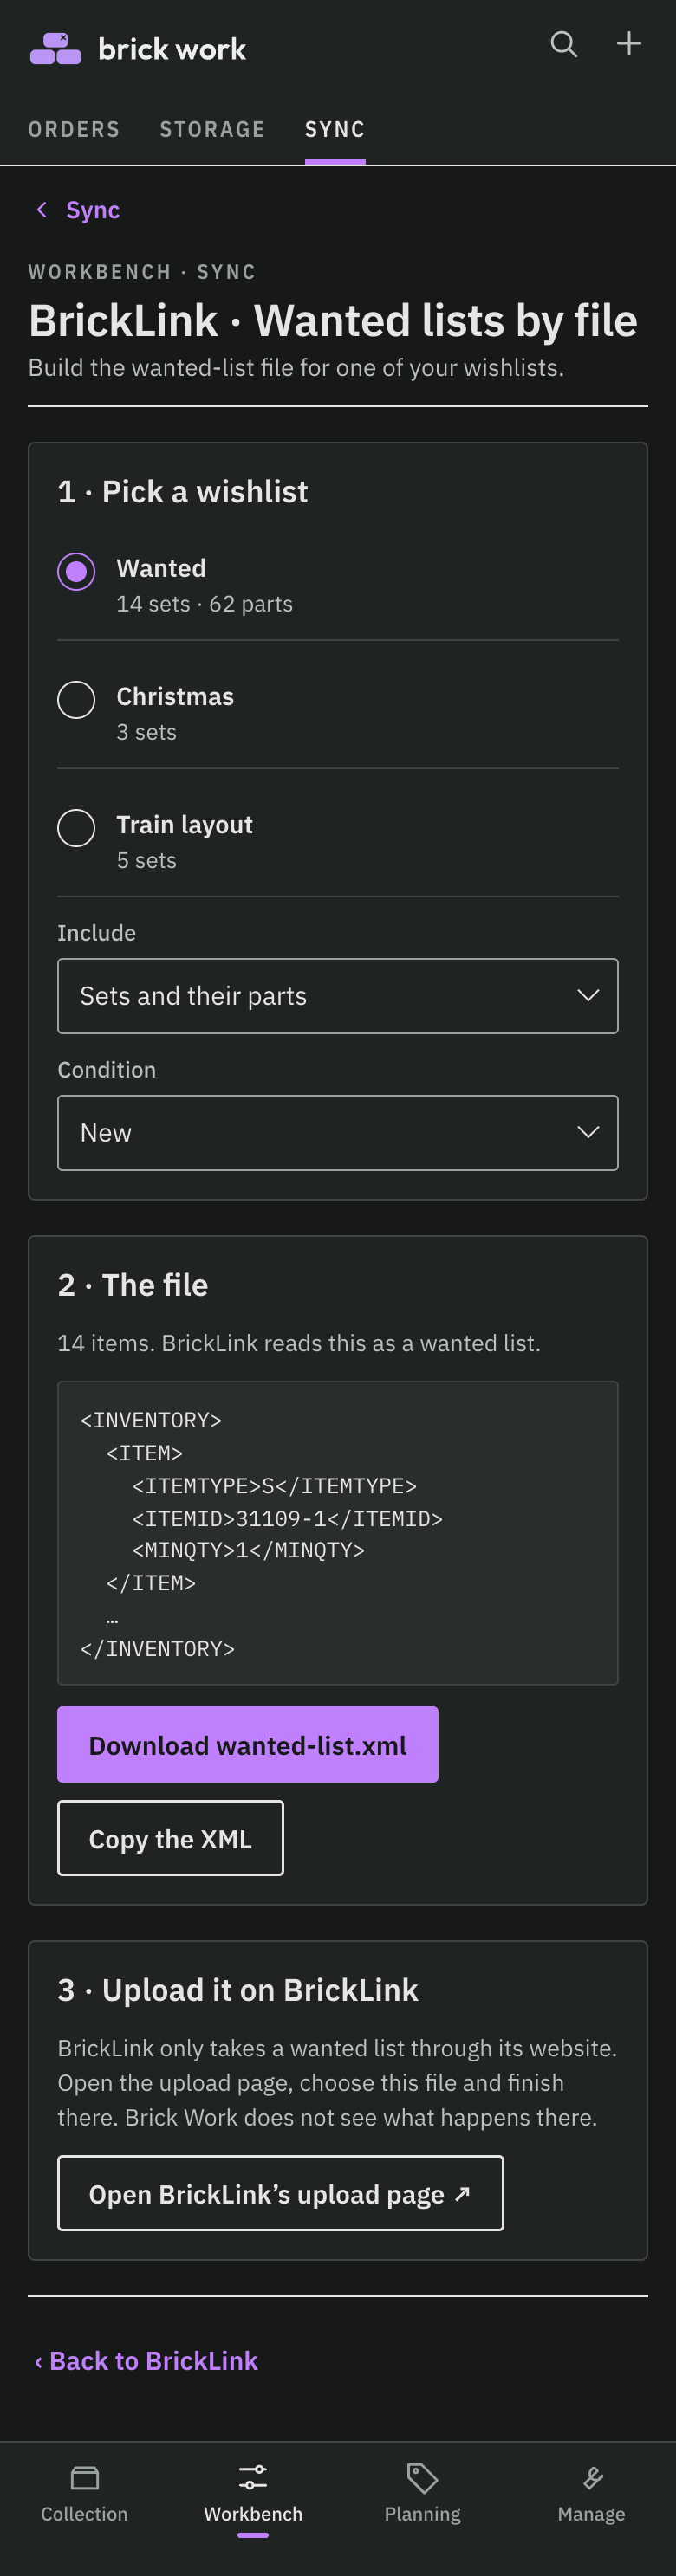 brick work
ORDERS STORAGE SYNC
Sync
WORKBENCH · SYNC
BrickLink · Wanted lists by file
Build the wanted-list file for one of your wishlists.
1 · Pick a wishlist
Wanted
14 sets · 62 parts
Christmas
3 sets
Train layout
5 sets
Include
Sets and their parts
Condition
New
2 · The file
14 items. BrickLink reads this as a wanted list.
<INVENTORY>
  <ITEM>
    <ITEMTYPE>S</ITEMTYPE>
    <ITEMID>31109-1</ITEMID>
    <MINQTY>1</MINQTY>
  </ITEM>
  …
</INVENTORY>
Download wanted-list.xml
Copy the XML
3 · Upload it on BrickLink
BrickLink only takes a wanted list through its website.
Open the upload page, choose this file and finish
there. Brick Work does not see what happens there.
Open BrickLink’s upload page ↗
‹ Back to BrickLink
Collection Workbench Planning Manage